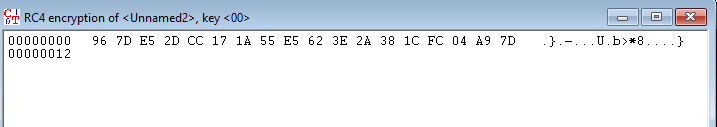 RC4 encryption of <Unnamed2>, key <00>
00000000 96 7D E5 2D CC 17 1A 55 E5 62 3E 2A 38 1C FC 04 A9 7D .}.-...U.b>*8....}
00000012